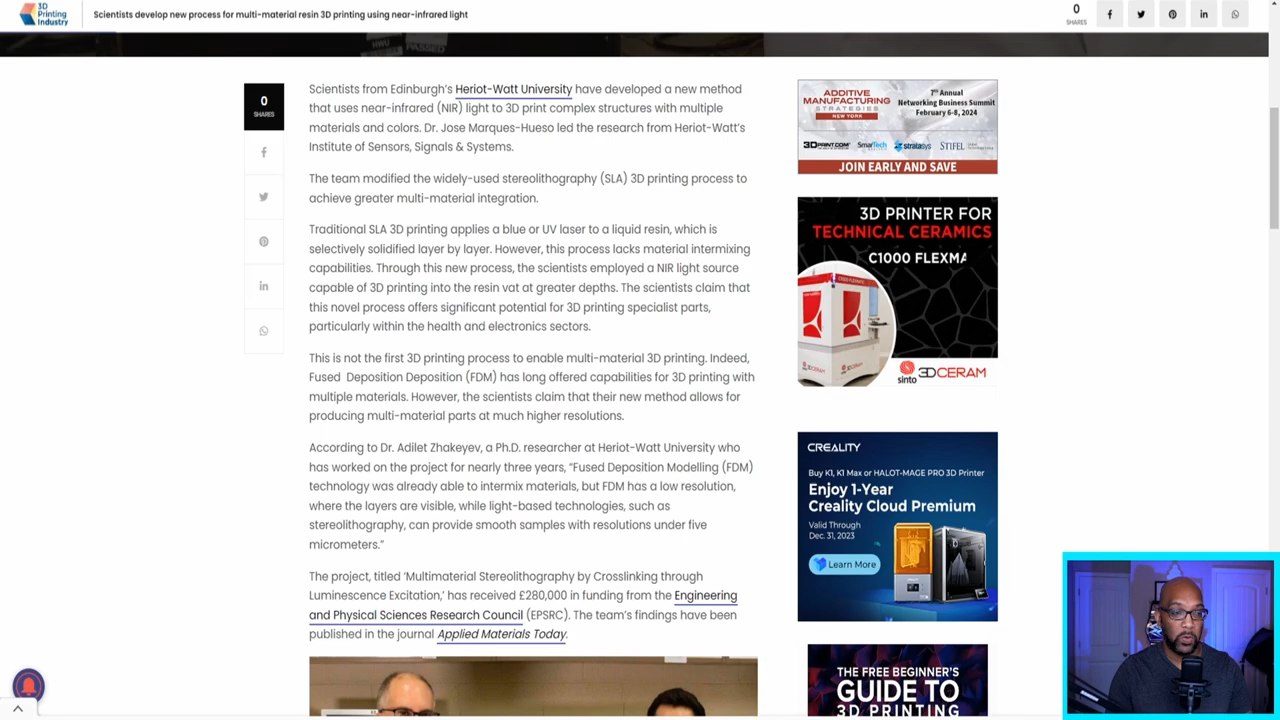 3D
Printing
Industry
Scientists develop new process for multi-material resin 3D printing using near-infrared light
0
SHARES
PASSED
0
SHARES
Scientists from Edinburgh's Heriot-Watt University have developed a new method
that uses near-infrared (NIR) light to 3D print complex structures with multiple
materials and colors. Dr. Jose Marques-Hueso led the research from Heriot-Watt's
Institute of Sensors, Signals & Systems.
The team modified the widely-used stereolithography (SLA) 3D printing process to
achieve greater multi-material integration.
Traditional SLA 3D printing applies a blue or UV laser to a liquid resin, which is
selectively solidified layer by layer. However, this process lacks material intermixing
capabilities. Through this new process, the scientists employed a NIR light source
capable of 3D printing into the resin vat at greater depths. The scientists claim that
this novel process offers significant potential for 3D printing specialist parts,
particularly within the health and electronics sectors.
This is not the first 3D printing process to enable multi-material 3D printing. Indeed,
Fused Deposition Deposition (FDM) has long offered capabilities for 3D printing with
multiple materials. However, the scientists claim that their new method allows for
producing multi-material parts at much higher resolutions.
According to Dr. Adilet Zhakeyev, a Ph.D. researcher at Heriot-Watt University who
has worked on the project for nearly three years, "Fused Deposition Modelling (FDM)
technology was already able to intermix materials, but FDM has a low resolution,
where the layers are visible, while light-based technologies, such as
stereolithography, can provide smooth samples with resolutions under five
micrometers."
The project, titled 'Multimaterial Stereolithography by Crosslinking through
Luminescence Excitation,' has received £280,000 in funding from the Engineering
and Physical Sciences Research Council (EPSRC). The team's findings have been
published in the journal Applied Materials Today.
ADDITIVE
MANUFACTURING
STRATEGIES
NEW YORK
7th Annual
Networking Business Summit
February 6-8, 2024
3DPRINT.COM SmarTech stratasys STIFEL
JOIN EARLY AND SAVE
3D PRINTER FOR
TECHNICAL CERAMICS
C1000 FLEXMA
sinto 3DCERAM
CREALITY
Buy K1, K1 Max or HALOT-MAGE PRO 3D Printer
Enjoy 1-Year
Creality Cloud Premium
Valid Through
Dec. 31, 2023
Learn More
THE FREE BEGINNER'S
GUIDE TO
3D PRINTING